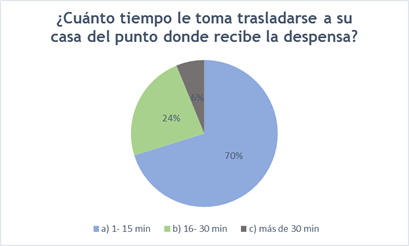 ¿Cuánto tiempo le toma trasladarse a su
casa del punto donde recibe la despensa?
6%
24%
70%
a) 1- 15 min b) 16- 30 min c) más de 30 min